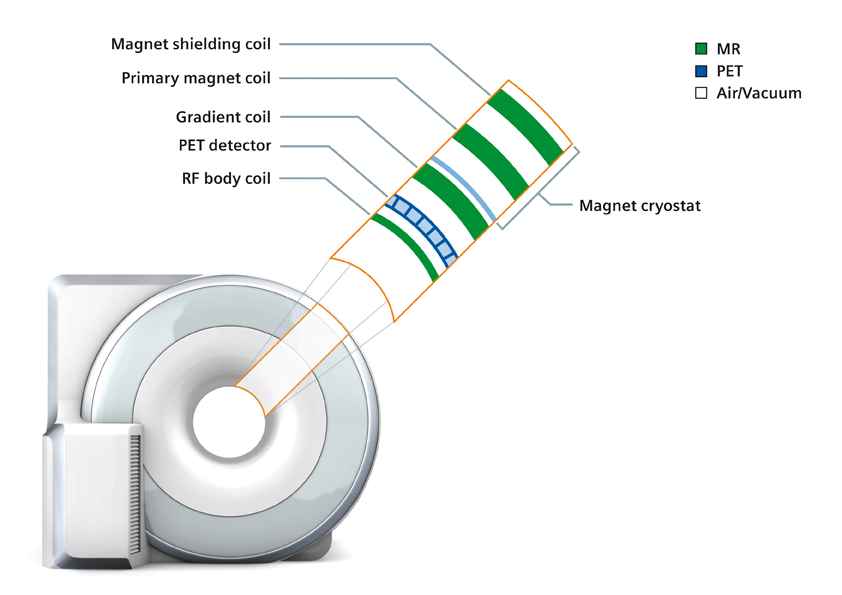 Magnet shielding coil
Primary magnet coil
Gradient coil
PET detector
RF body coil
Magnet cryostat
MR
PET
Air/Vacuum